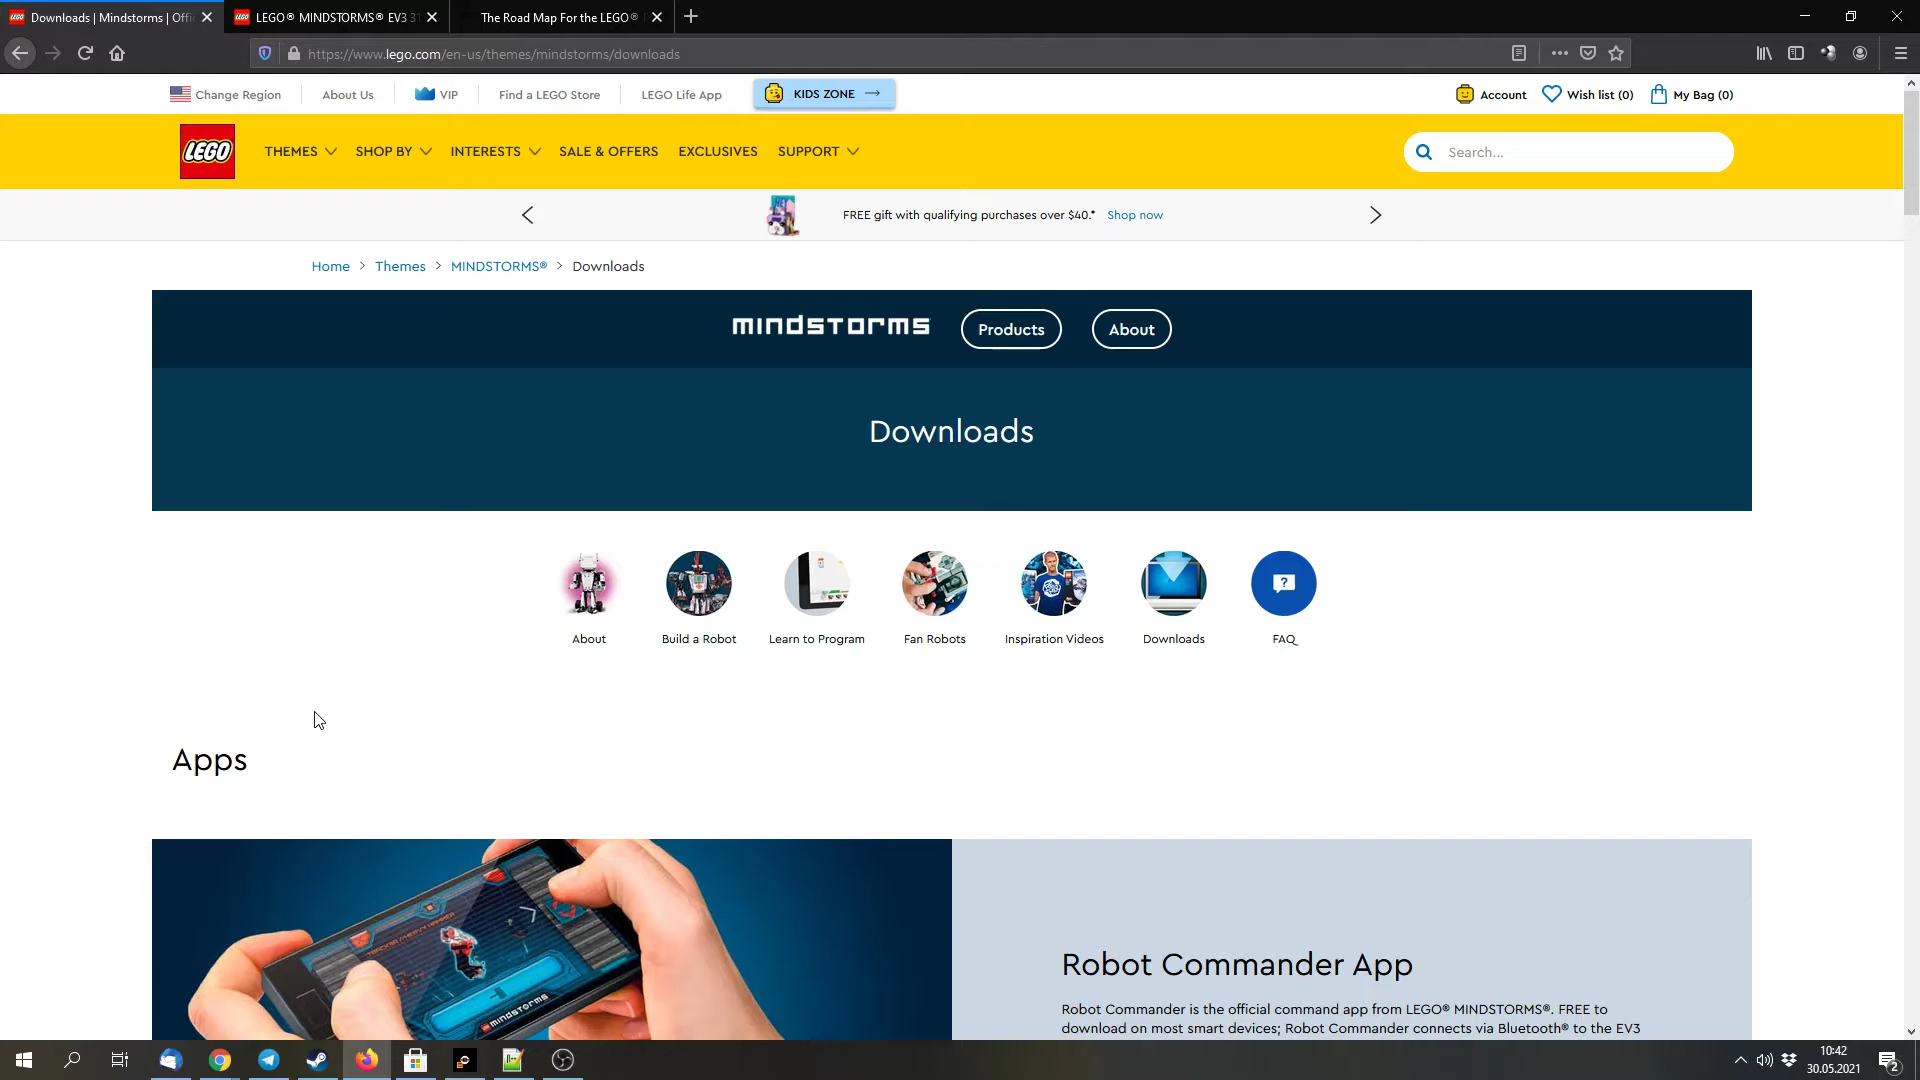 Downloads | Mindstorms | Offi
LEGO® MINDSTORMS® EV3 3
The Road Map For the LEGO®
https://www.lego.com/en-us/themes/mindstorms/downloads
Change Region
About Us
VIP
Find a LEGO Store
LEGO Life App
KIDS ZONE
Account
Wish list (0)
My Bag (0)
LEGO
THEMES
SHOP BY
INTERESTS
SALE & OFFERS
EXCLUSIVES
SUPPORT
Search...
FREE gift with qualifying purchases over $40.* Shop now
Home > Themes > MINDSTORMS® > Downloads
mindstorms
Products
About
Downloads
About
Build a Robot
Learn to Program
Fan Robots
Inspiration Videos
Downloads
FAQ
Apps
mindstorms
Robot Commander App
Robot Commander is the official command app from LEGO® MINDSTORMS®. FREE to
download on most smart devices; Robot Commander connects via Bluetooth® to the EV3
10:42
30.05.2021
2